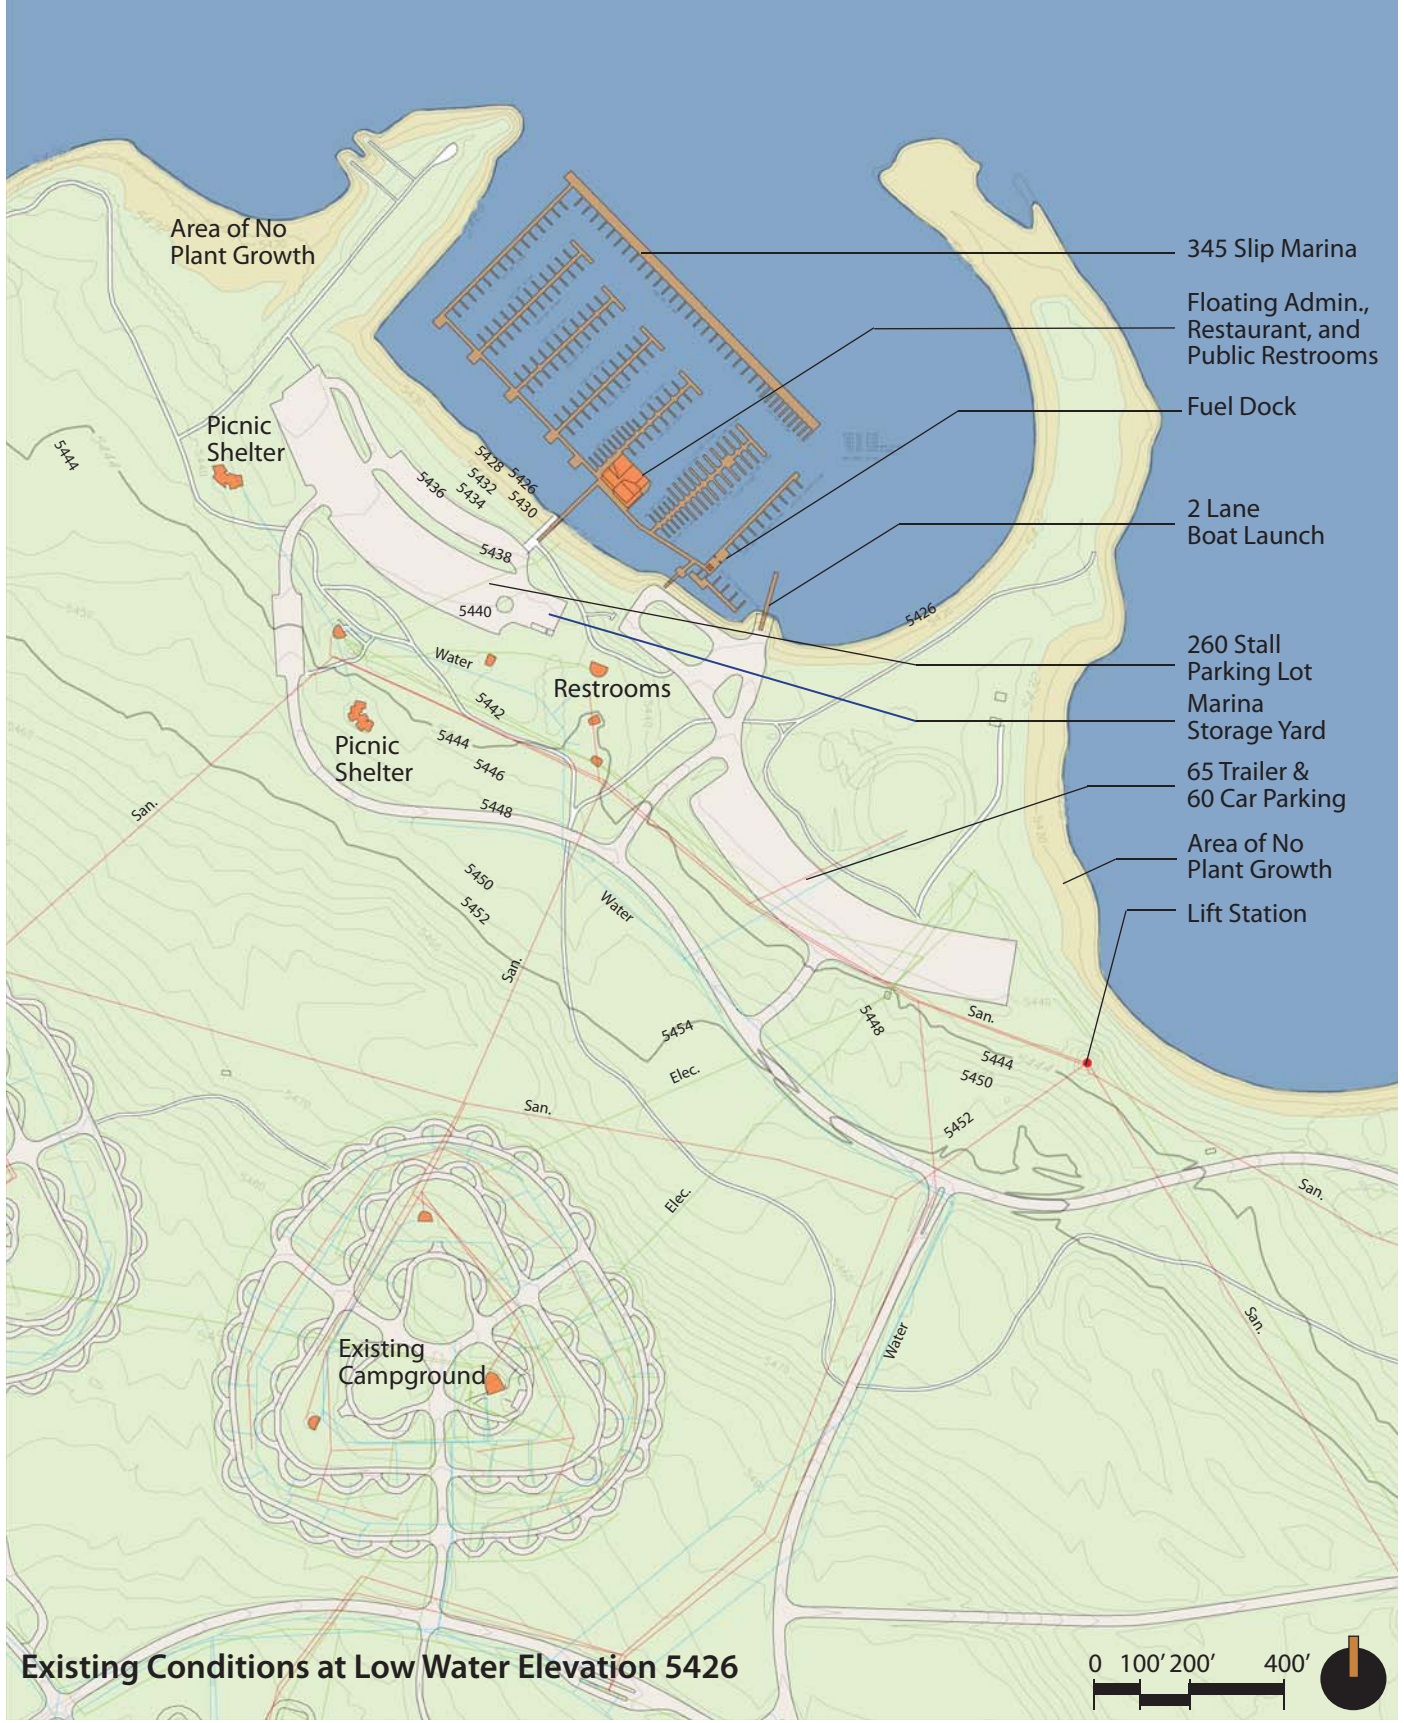 Area of No
Plant Growth
345 Slip Marina
Floating Admin.,
Restaurant, and
Public Restrooms
Fuel Dock
Picnic
Shelter
5444
5444
5428
5426
5432
5436
5434
5430
2 Lane
Boat Launch
5438
5440
5426
Water
260 Stall
Parking Lot
Restrooms
Marina
Storage Yard
5442
5444
Picnic
Shelter
5446
65 Trailer &
60 Car Parking
San.
5448
Area of No
Plant Growth
5450
5452
Water
Lift Station
San.
5448
San.
5454
5444
Elec.
5450
San.
5452
Elec.
San.
San.
Water
Existing
Campground
Existing Conditions at Low Water Elevation 5426
0 100' 200' 400'